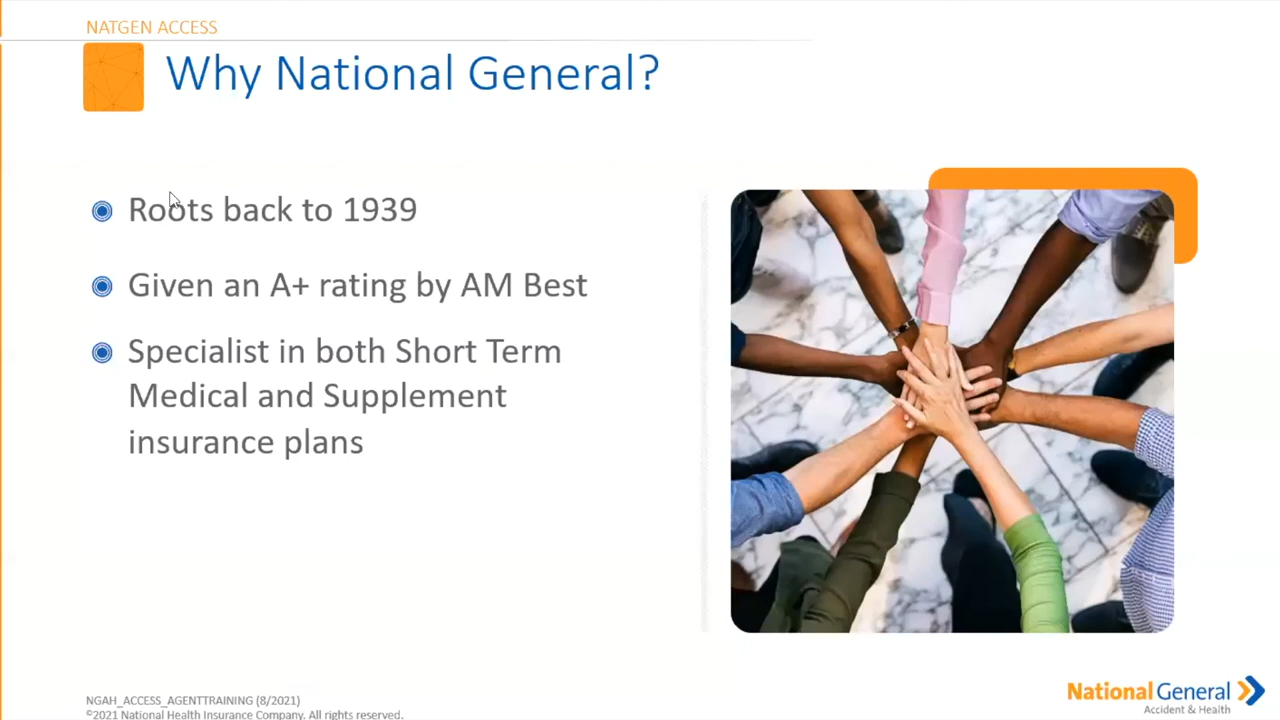 NATGEN ACCESS
Why National General?
Roots back to 1939
Given an A+ rating by AM Best
Specialist in both Short Term
Medical and Supplement
insurance plans
NGAH_ACCESS_AGENTTRAINING (8/2021)
©2021 National Health Insurance Company. All rights reserved.
National General
Accident & Health